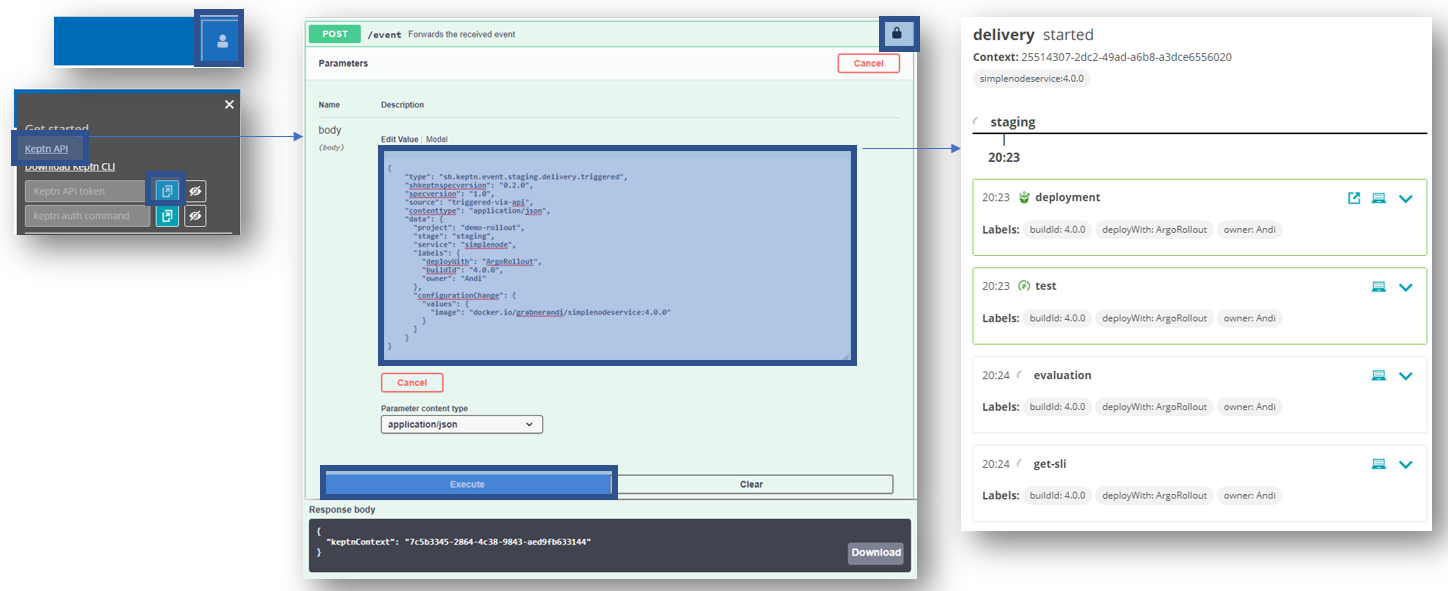 Get started
Keptn API
Download Keptn CLI
Keptn API token
keptn auth command
POST /event Forwards the received event
Parameters
Cancel
Name Description
body
(body)
Edit Value Model
{
"type": "sh.keptn.event.staging.delivery.triggered",
"shkeptnspecversion": "0.2.0",
"specversion": "1.0",
"source": "triggered-via-api",
"contenttype": "application/json",
"data": {
"project": "demo-rollout",
"stage": "staging",
"service": "simplenode",
"labels": {
"deployWith": "ArgoRollout",
"buildId": "4.0.0",
"owner": "Andi"
},
"configurationChange": {
"values": {
"image": "docker.io/grabnerandi/simplenodeservice:4.0.0"
}
}
}
}
Cancel
Parameter content type
application/json
Execute
Clear
Response body
{
"keptnContext": "7c5b3345-2864-4c38-9843-aed9fb633144"
}
Download
delivery started
Context: 25514307-2dc2-49ad-a6b8-a3dce6556020
simplenodeservice:4.0.0
staging
20:23
20:23 deployment
Labels: buildId: 4.0.0 deployWith: ArgoRollout owner: Andi
20:23 test
Labels: buildId: 4.0.0 deployWith: ArgoRollout owner: Andi
20:24 evaluation
Labels: buildId: 4.0.0 deployWith: ArgoRollout owner: Andi
20:24 get-sli
Labels: buildId: 4.0.0 deployWith: ArgoRollout owner: Andi